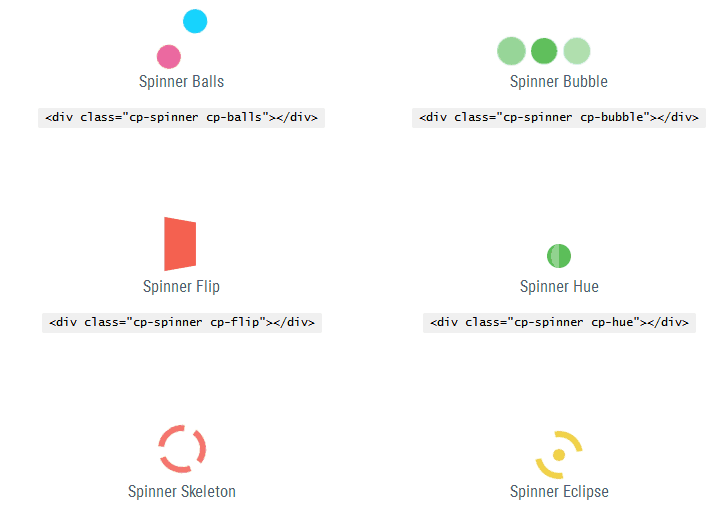 Spinner Balls
Spinner Bubble
<div class="cp-spinner cp-balls"></div>
<div class="cp-spinner cp-bubble"></div>
Spinner Flip
Spinner Hue
<div class="cp-spinner cp-flip"></div>
<div class="cp-spinner cp-hue"></div>
Spinner Skeleton
Spinner Eclipse